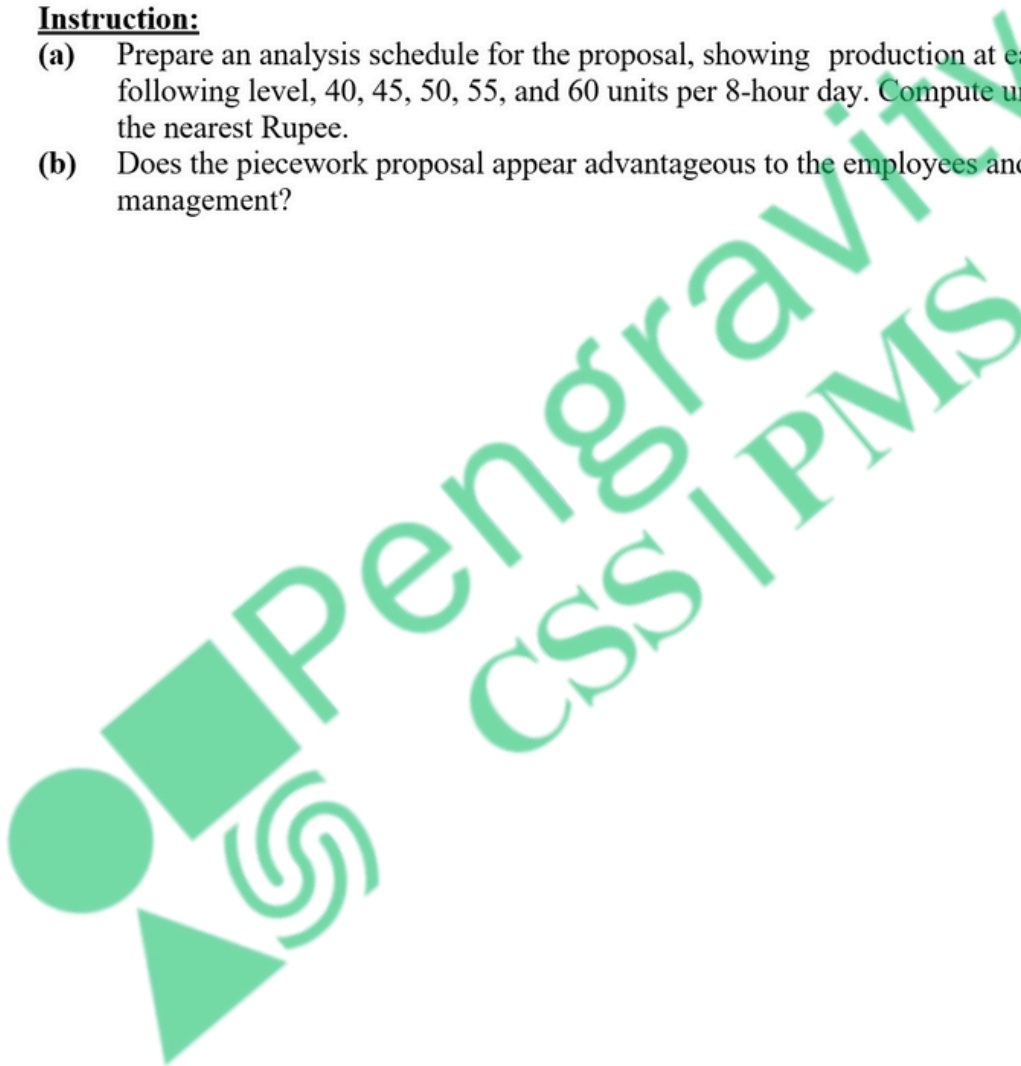 Instruction:
(a) Prepare an analysis schedule for the proposal, showing production at
following level, 40, 45, 50, 55, and 60 units per 8-hour day. Compute
the nearest Rupee.
(b) Does the piecework proposal appear advantageous to the employees
management?
Pengravity
CSS | PMS